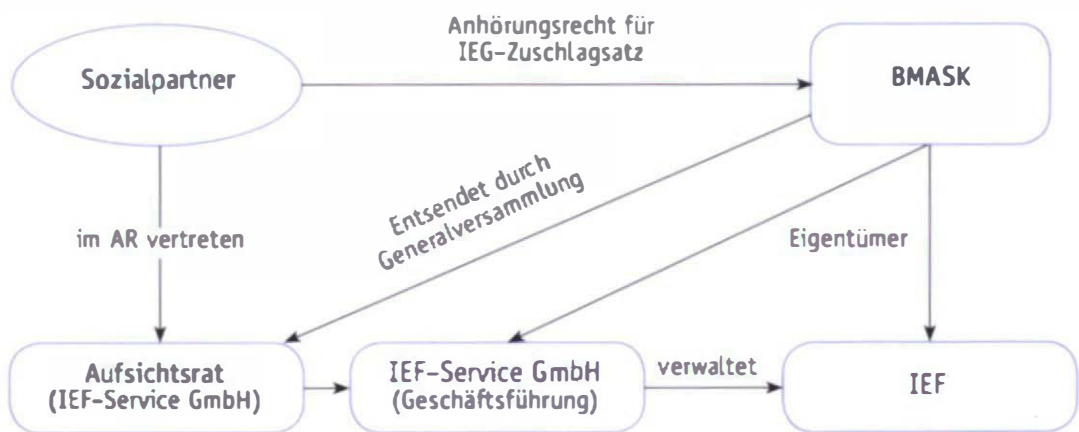 Anhörungsrecht für
IEG-Zuschlagsatz
Sozialpartner
BMASK
Entsendet durch
Generalversammlung
im AR vertreten
Eigentümer
Aufsichtsrat
(IEF-Service GmbH)
IEF-Service GmbH
(Geschäftsführung)
verwaltet
IEF